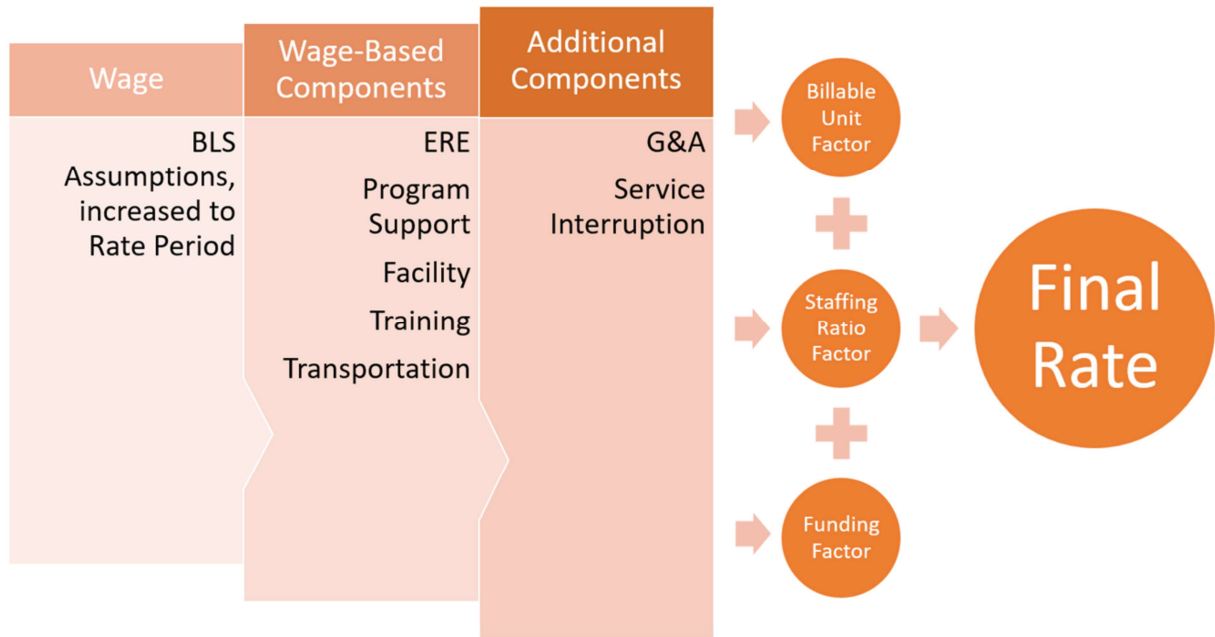 Wage
BLS
Assumptions,
increased to
Rate Period
Wage-Based
Components
ERE
Program
Support
Facility
Training
Transportation
Additional
Components
G&A
Service
Interruption
Billable
Unit
Factor
Staffing
Ratio
Factor
Funding
Factor
Final
Rate